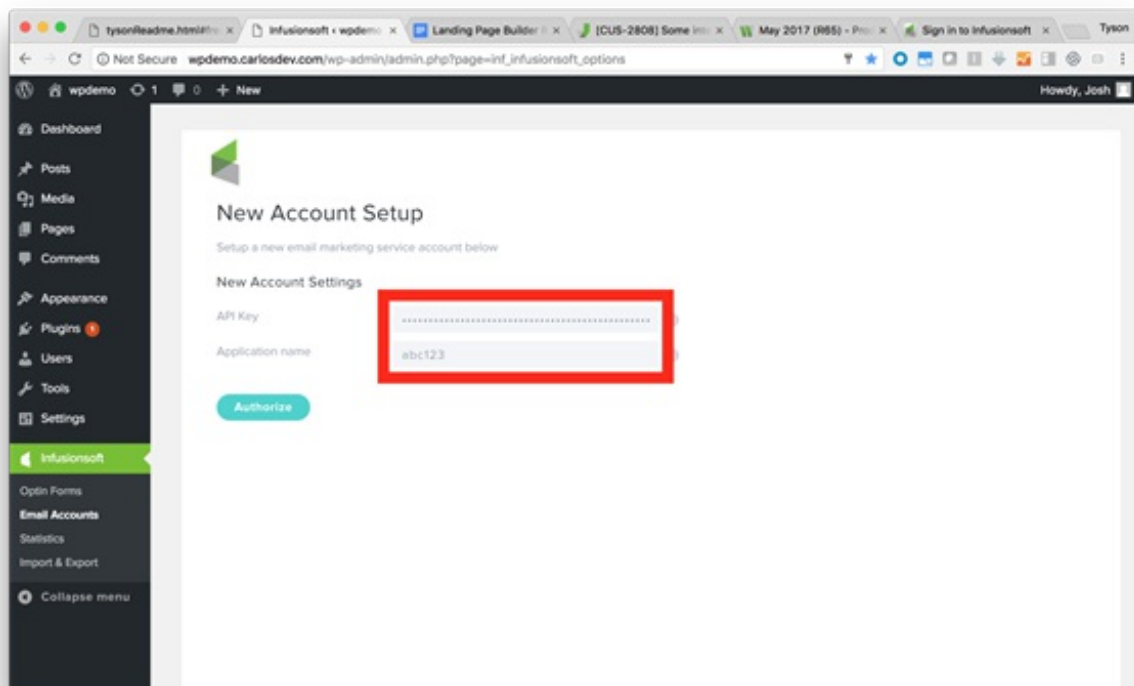 tysonReadme.html#
Infusionsoft ‹ wpdemo
Landing Page Builder
[CUS-2808] Some
May 2017 (R65) –
Sign in to Infusionsoft
Tyson
Not Secure wpdemo.carlosdev.com/wp-admin/admin.php?page=inf_infusionsoft_options
wpdemo 1 0 + New
Howdy, Josh
Dashboard
Posts
Media
Pages
Comments
Appearance
Plugins 1
Users
Tools
Settings
Infusionsoft
Optin Forms
Email Accounts
Statistics
Import & Export
Collapse menu
New Account Setup
Setup a new email marketing service account below
New Account Settings
API Key
Application name
abc123
Authorize